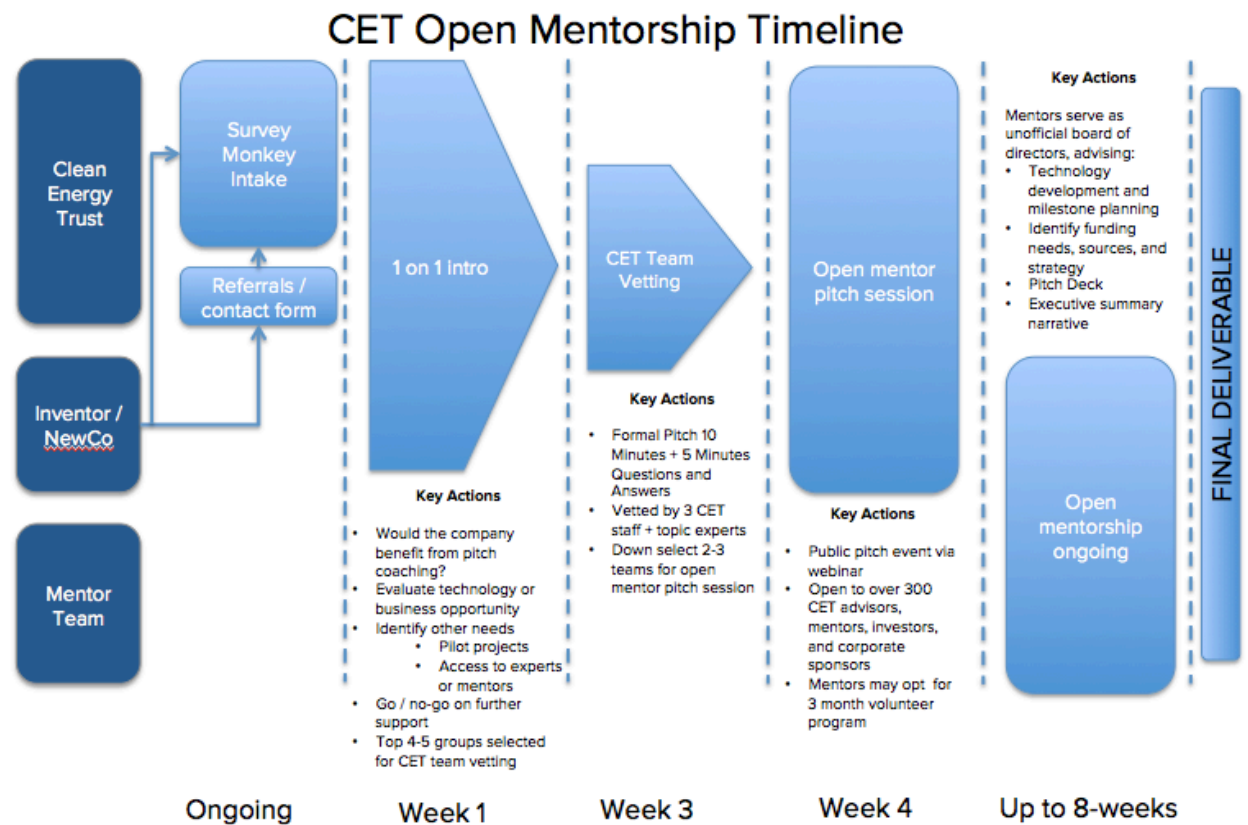 CET Open Mentorship Timeline
Clean
Energy
Trust
Inventor /
NewCo
Mentor
Team
Survey
Monkey
Intake
Referrals /
contact form
Ongoing
1 on 1 intro
Key Actions
• Would the company
benefit from pitch
coaching?
• Evaluate technology or
business opportunity
• Identify other needs
• Pilot projects
• Access to experts
or mentors
• Go / no-go on further
support
• Top 4-5 groups selected
for CET team vetting
Week 1
CET Team
Vetting
Key Actions
• Formal Pitch 10
Minutes + 5 Minutes
Questions and
Answers
• Vetted by 3 CET
staff + topic experts
• Down select 2-3
teams for open
mentor pitch session
Week 3
Open mentor
pitch session
Key Actions
• Public pitch event via
webinar
• Open to over 300
CET advisors,
mentors, investors,
and corporate
sponsors
• Mentors may opt for
3 month volunteer
program
Week 4
Key Actions
Mentors serve as
unofficial board of
directors, advising:
• Technology
development and
milestone planning
• Identify funding
needs, sources, and
strategy
• Pitch Deck
• Executive summary
narrative
Open
mentorship
ongoing
Up to 8-weeks
FINAL DELIVERABLE